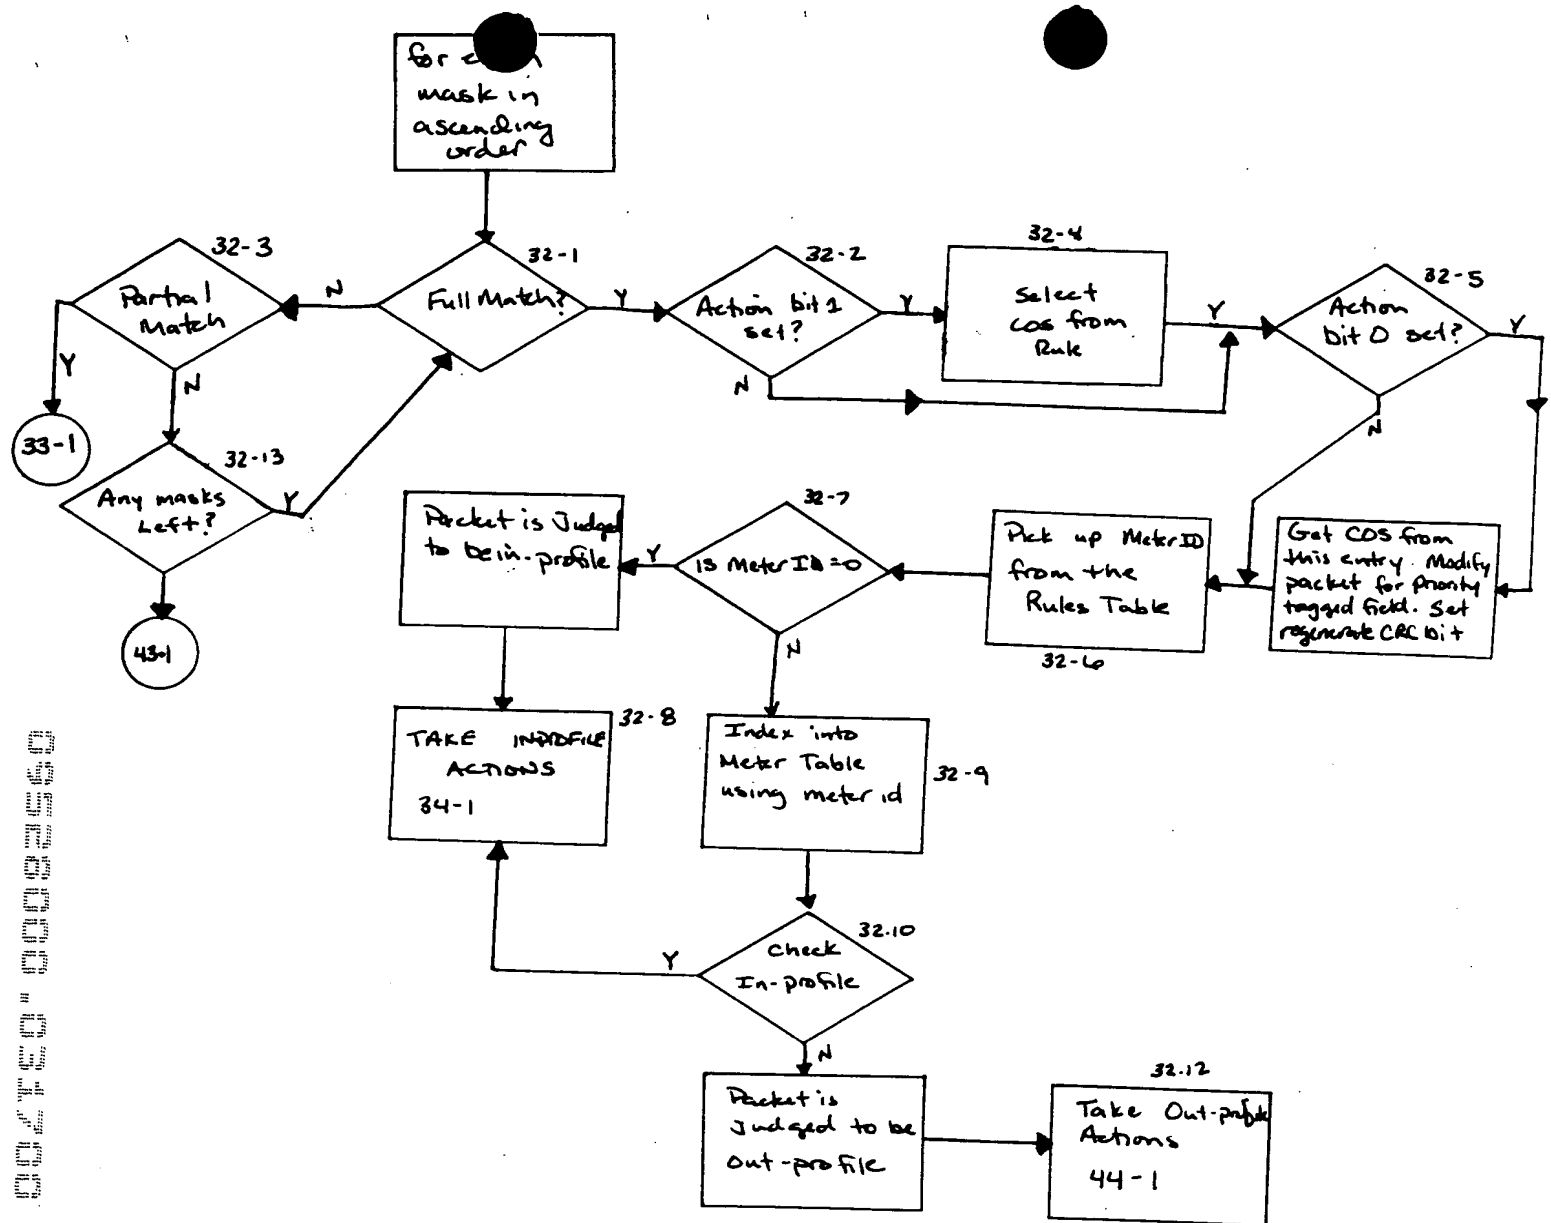 for
mask in
ascending
order
32-3
Partial
Match
N
Y
N
33-1
32-1
Full Match?
Y
32-2
Action bit 1
set?
Y
N
32-4
Select
COS from
Rule
Y
32-5
Action
bit 0 set?
Y
N
32-13
Any masks
Left?
Y
43-1
Get COS from
this entry. Modify
packet for Priority
tagged field. Set
regenerate CRC bit
Pick up Meter ID
from the
Rules Table
32-6
32-7
is Meter ID =0
Y
N
Packet is Judged
to be in-profile
32-8
TAKE INPROFILE
ACTIONS
34-1
Index into
Meter Table
using meter id
32-9
32.10
Check
In-profile
Y
N
Packet is
Judged to be
out-profile
32.12
Take Out-profile
Actions
44-1